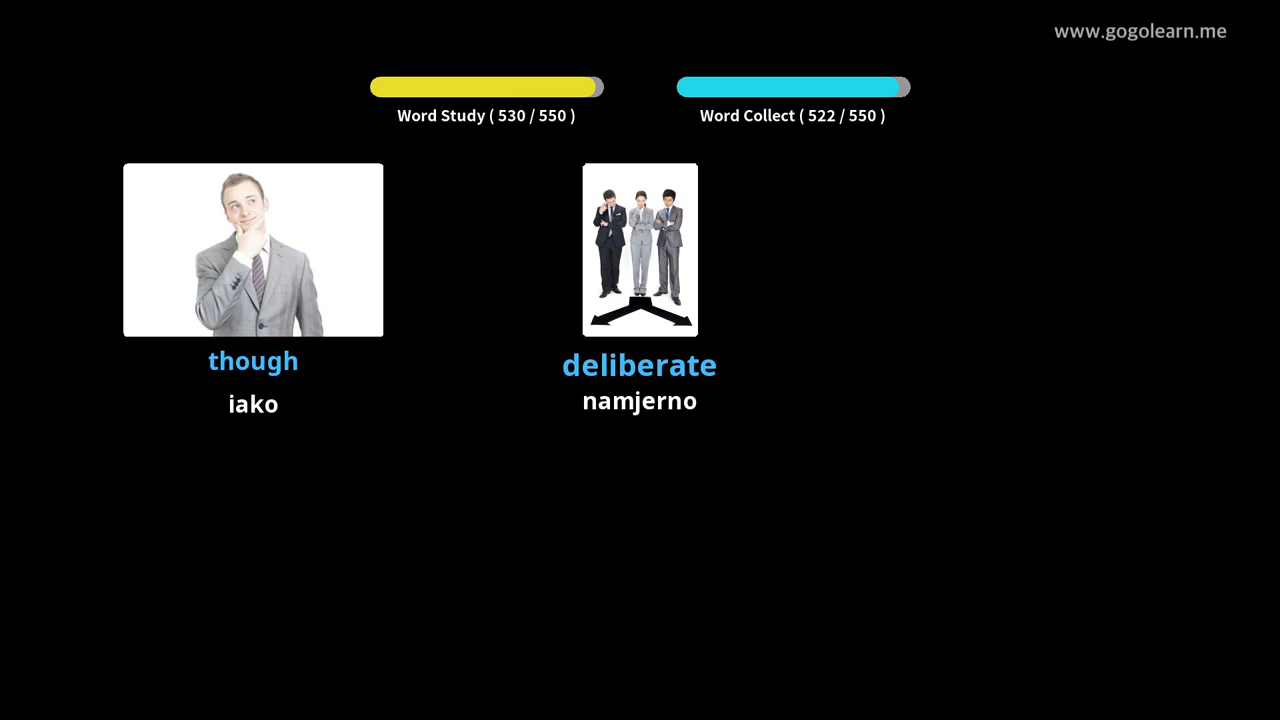 www.gogolearn.me
Word Study ( 530 / 550 )
Word Collect ( 522 / 550 )
though
iako
deliberate
namjerno